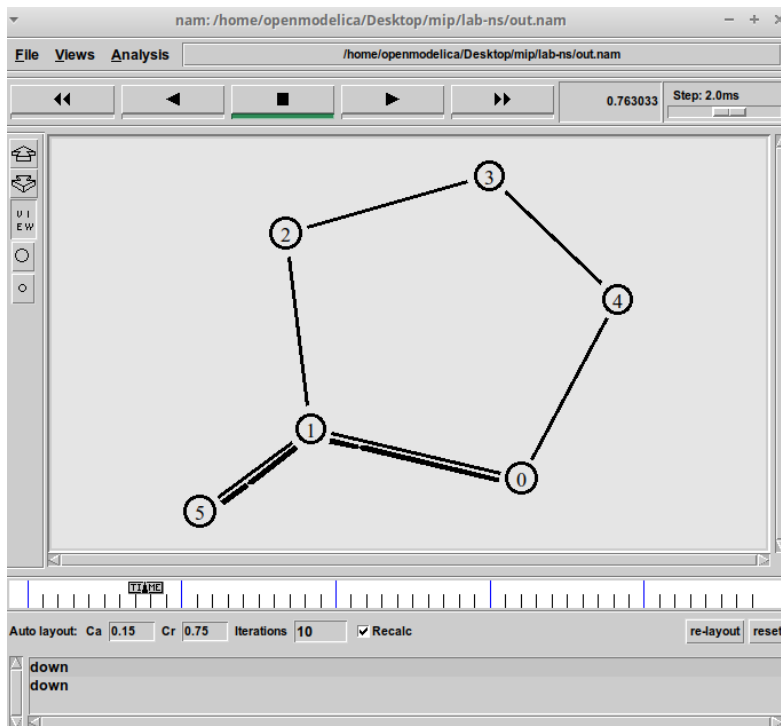 nam: /home/openmodelica/Desktop/mip/lab-ns/out.nam
File Views Analysis /home/openmodelica/Desktop/mip/lab-ns/out.nam
0.763033 Step: 2.0ms
VIEW
3
2
4
1
0
5
TIME
Auto layout: Ca 0.15 Cr 0.75 Iterations 10 Recalc re-layout reset
down
down